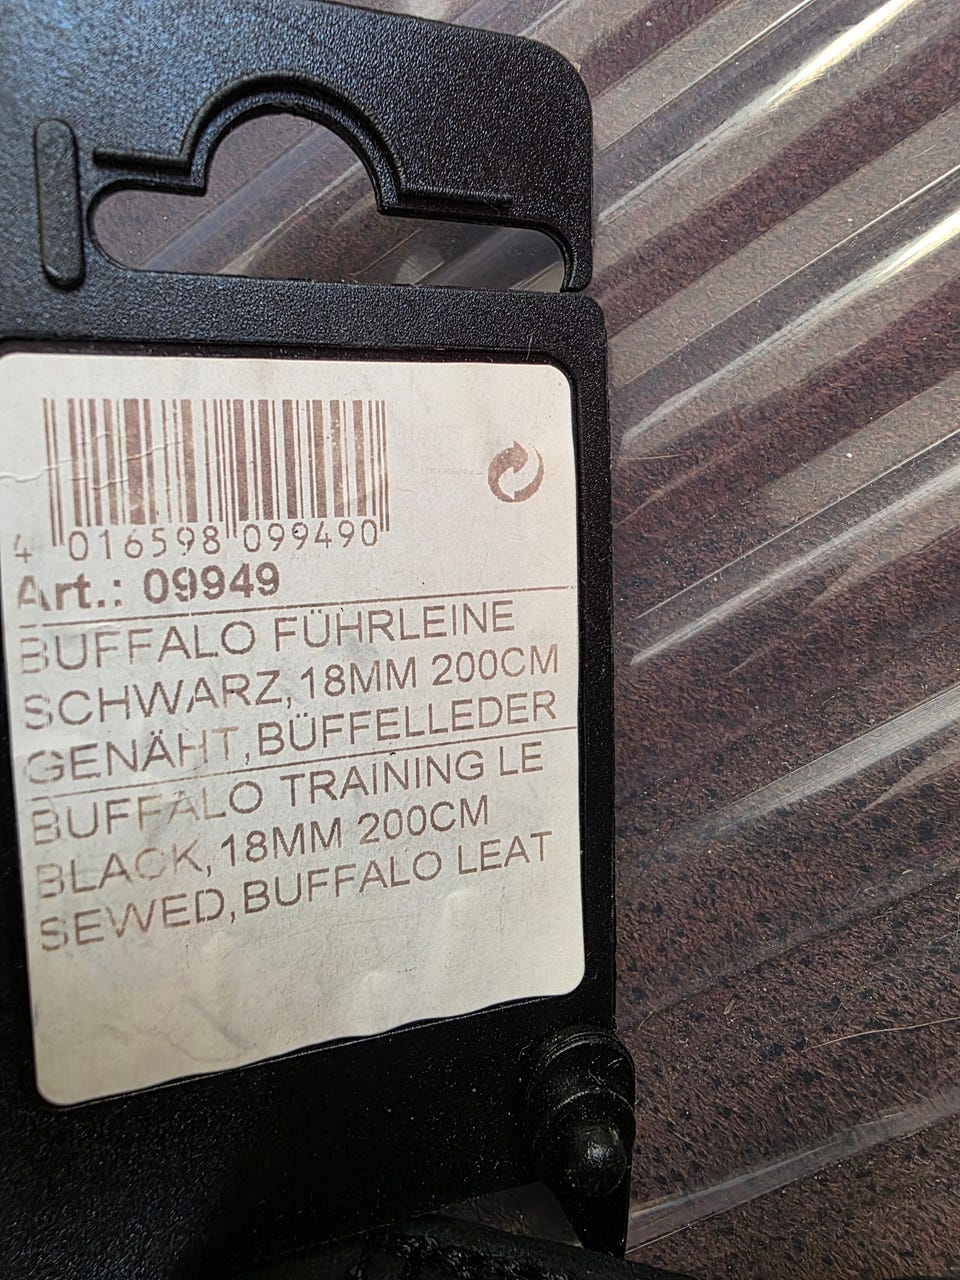 4 016598 099490
Art.: 09949
BUFFALO FÜHRLEINE
SCHWARZ,18MM 200CM
GENÄHT,BÜFFELLEDER
BUFFALO TRAINING LE
BLACK,18MM 200CM
SEWED,BUFFALO LEAT